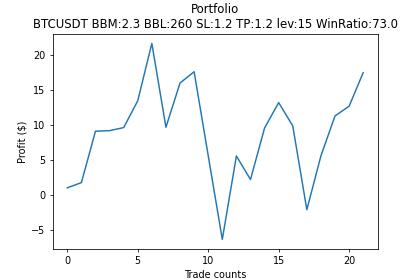 Portfolio
BTCUSDT BBM:2.3 BBL:260 SL:1.2 TP:1.2 lev:15 WinRatio:73.0
20
15
10
5
0
−5
Profit ($)
0
5
10
15
20
Trade counts